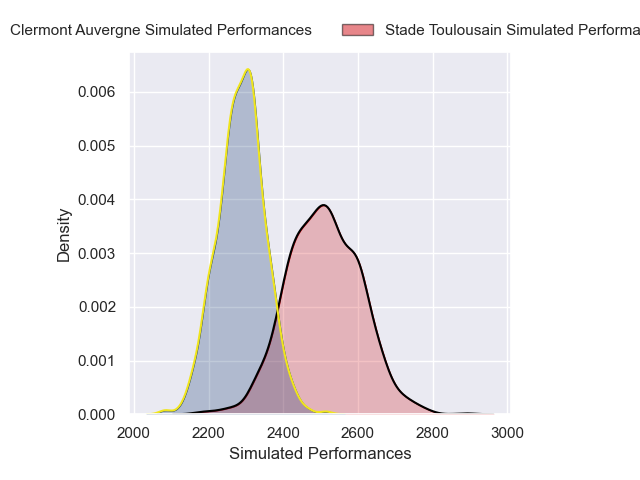 Clermont Auvergne Simulated Performances Stade Toulousain Simulated Performa
0.006
0.005
0.004
0.003
0.002
0.001
0.000
Density
2000 2200 2400 2600 2800 3000
Simulated Performances